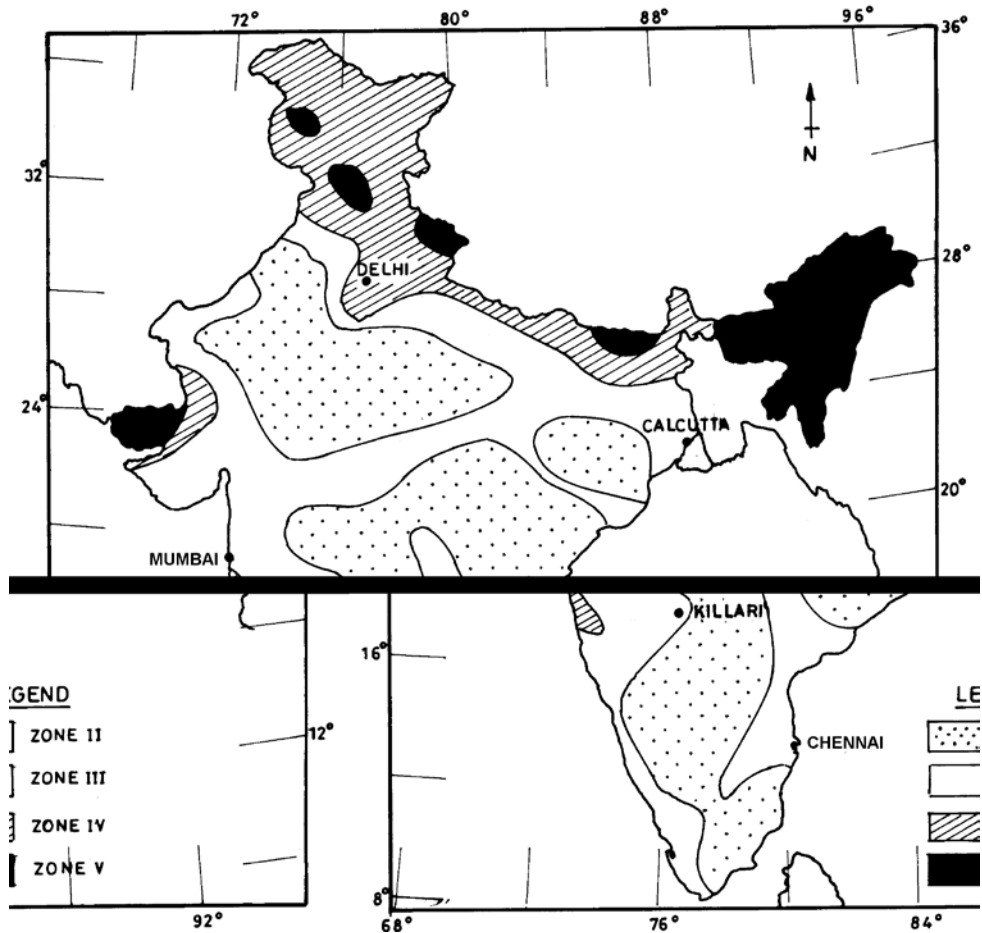 72° 80° 88° 96°
36°
N
32°
DELHI
28°
24°
CALCUTTA
20°
MUMBAI
KILLARI
16°
EGEND LE
ZONE II
12°
CHENNAI
ZONE III
ZONE IV
ZONE V
8°
92° 68° 76° 84°